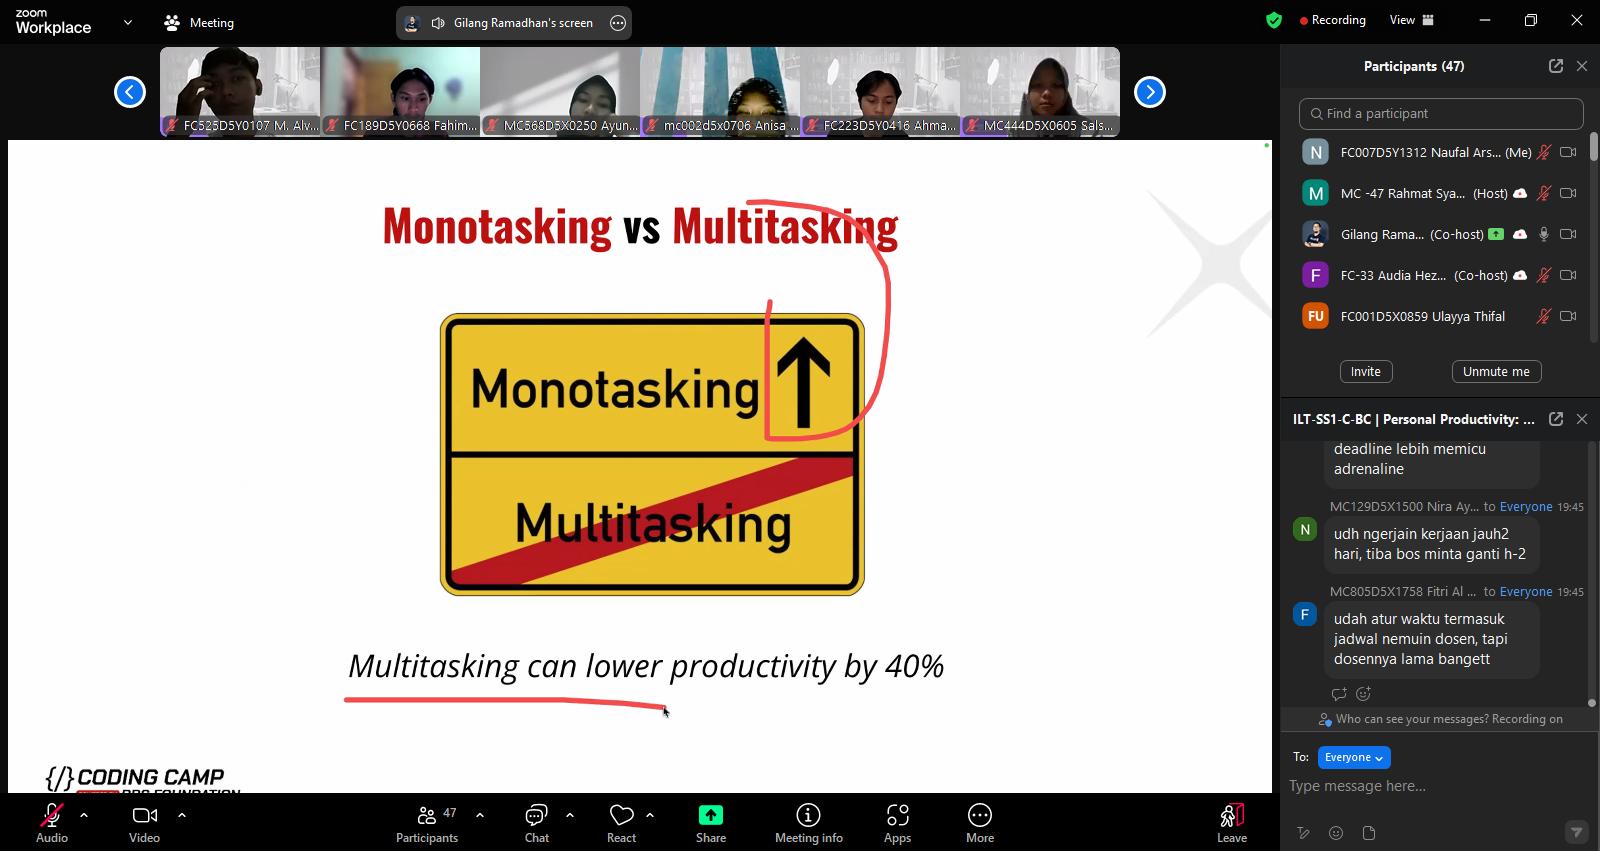 zoom
Workplace
Meeting
Gilang Ramadhan's screen
Recording
View
FC525D5Y0107 M. Alv...
FC189D5Y0668 Fahim...
MC568D5X0250 Ayun...
mc002d5x0706 Anisa ...
FC223D5Y0416 Ahma...
MC444D5X0605 Sals...
Monotasking vs Multitasking
Monotasking
Multitasking
Multitasking can lower productivity by 40%
{/} CODING CAMP
Participants (47)
Find a participant
N FC007D5Y1312 Naufal Ars... (Me)
M MC -47 Rahmat Sya... (Host)
Gilang Rama... (Co-host)
F FC-33 Audia Hez... (Co-host)
FU FC001D5X0859 Ulayya Thifal
Invite
Unmute me
ILT-SS1-C-BC | Personal Productivity: ...
deadline lebih memicu
adrenaline
MC129D5X1500 Nira Ay... to Everyone 19:45
N
udh ngerjain kerjaan jauh2
hari, tiba bos minta ganti h-2
MC805D5X1758 Fitri Al ... to Everyone 19:45
F
udah atur waktu termasuk
jadwal nemuin dosen, tapi
dosennya lama bangett
Who can see your messages? Recording on
To: Everyone
Type message here...
Audio
Video
47
Participants
Chat
React
Share
Meeting info
Apps
More
Leave